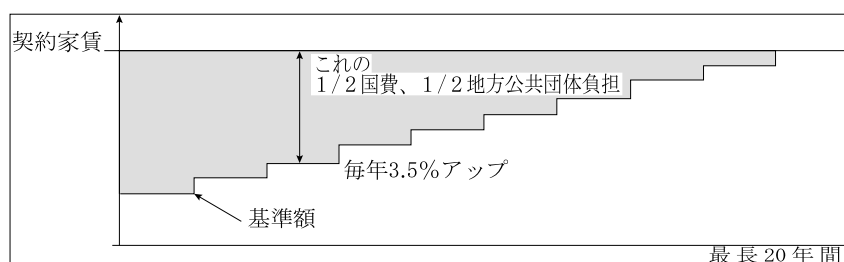 契約家賃
これの
1/2国費、1/2地方公共団体負担
毎年3.5％アップ
基準額
最長20年間